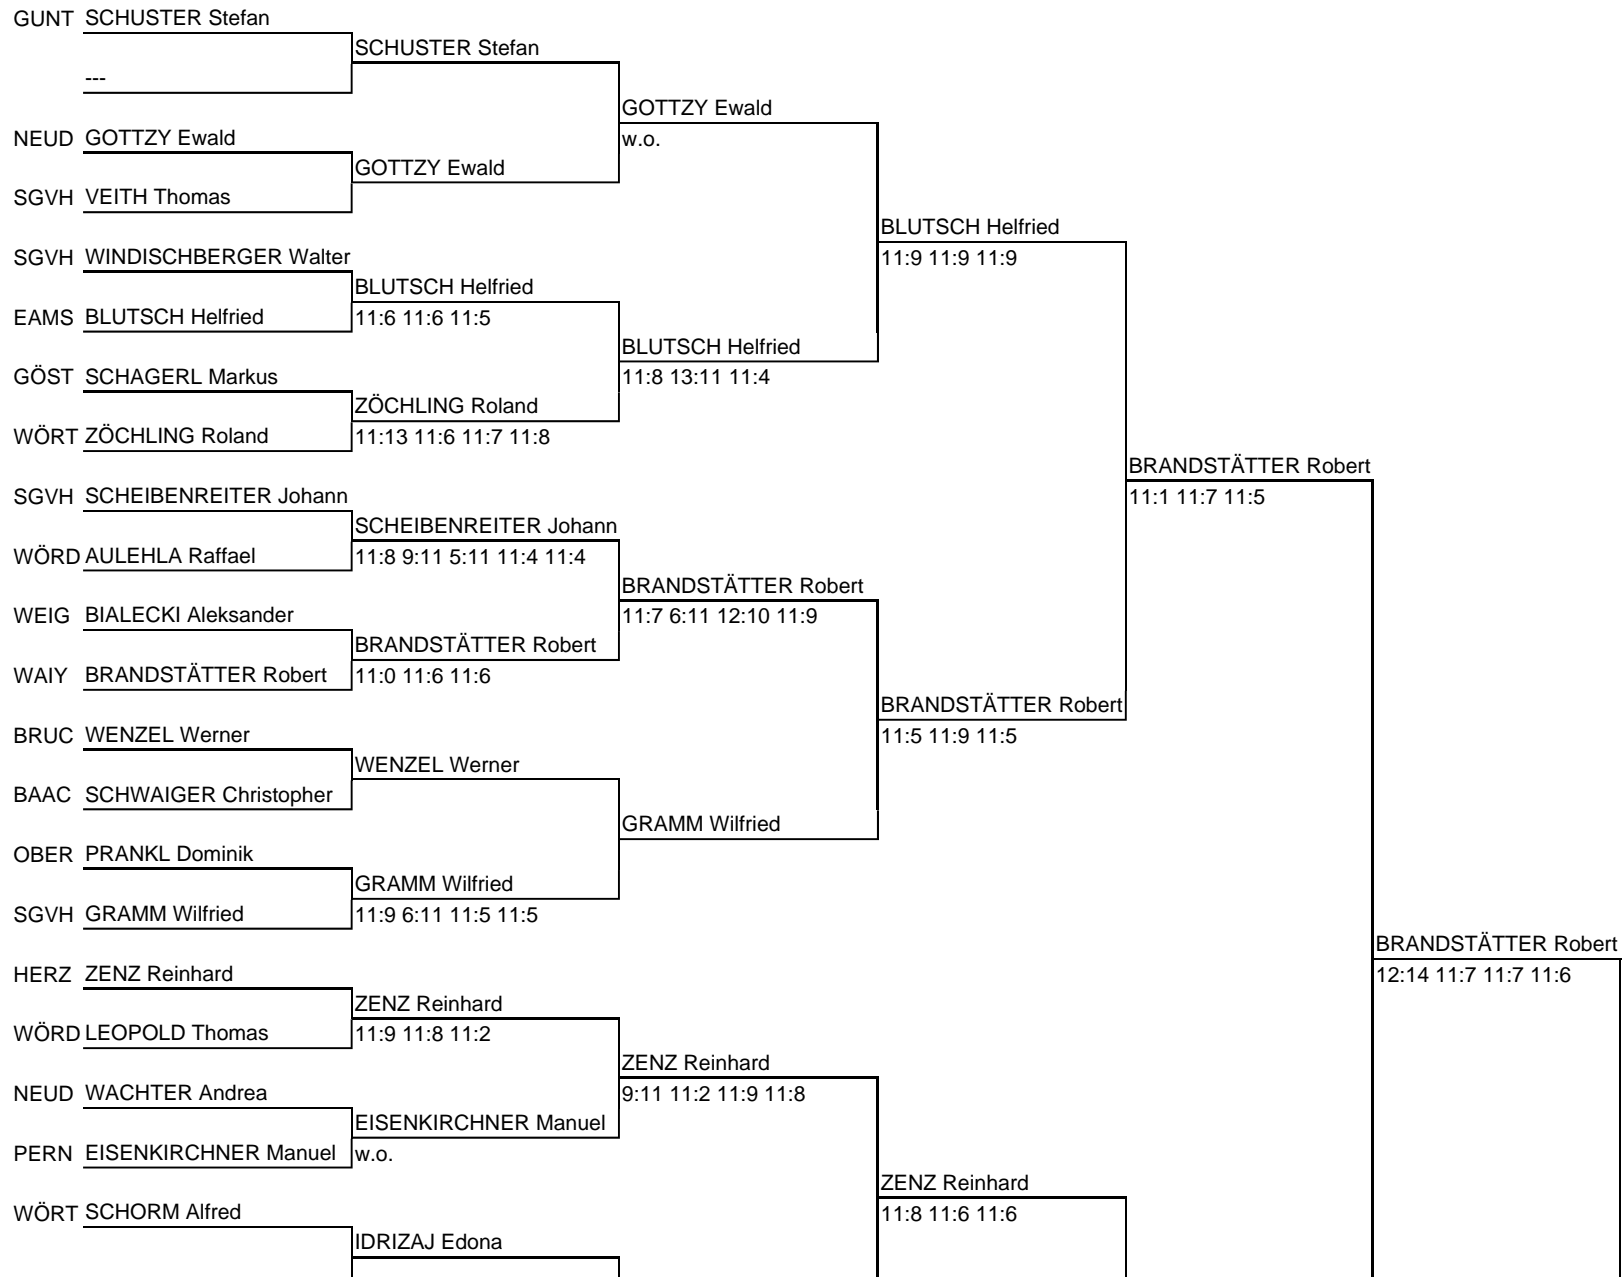 GUNT SCHUSTER Stefan
SCHUSTER Stefan
---
GOTTZY Ewald
NEUD GOTTZY Ewald
w.o.
GOTTZY Ewald
SGVH VEITH Thomas
BLUTSCH Helfried
SGVH WINDISCHBERGER Walter
11:9 11:9 11:9
BLUTSCH Helfried
EAMS BLUTSCH Helfried
11:6 11:6 11:5
BLUTSCH Helfried
GÖST SCHAGERL Markus
11:8 13:11 11:4
ZÖCHLING Roland
WÖRT ZÖCHLING Roland
11:13 11:6 11:7 11:8
BRANDSTÄTTER Robert
SGVH SCHEIBENREITER Johann
11:1 11:7 11:5
SCHEIBENREITER Johann
WÖRD AULEHLA Raffael
11:8 9:11 5:11 11:4 11:4
BRANDSTÄTTER Robert
WEIG BIALECKI Aleksander
11:7 6:11 12:10 11:9
BRANDSTÄTTER Robert
WAIY BRANDSTÄTTER Robert
11:0 11:6 11:6
BRANDSTÄTTER Robert
BRUC WENZEL Werner
11:5 11:9 11:5
WENZEL Werner
BAAC SCHWAIGER Christopher
GRAMM Wilfried
OBER PRANKL Dominik
GRAMM Wilfried
SGVH GRAMM Wilfried
11:9 6:11 11:5 11:5
BRANDSTÄTTER Robert
HERZ ZENZ Reinhard
12:14 11:7 11:7 11:6
ZENZ Reinhard
WÖRD LEOPOLD Thomas
11:9 11:8 11:2
ZENZ Reinhard
NEUD WACHTER Andrea
9:11 11:2 11:9 11:8
EISENKIRCHNER Manuel
PERN EISENKIRCHNER Manuel
w.o.
ZENZ Reinhard
WÖRT SCHORM Alfred
11:8 11:6 11:6
IDRIZAJ Edona